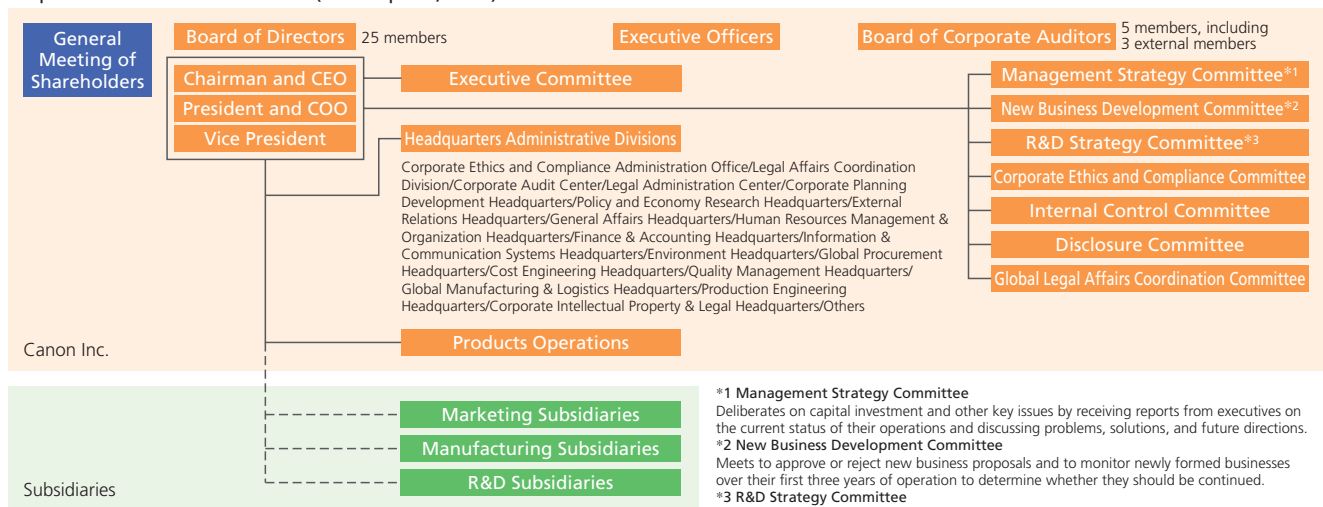 General
Meeting of
Shareholders
Board of Directors 25 members
Executive Officers
Board of Corporate Auditors
5 members, including
3 external members
Chairman and CEO
President and COO
Vice President
Executive Committee
Management Strategy Committee*1
New Business Development Committee*2
R&D Strategy Committee*3
Corporate Ethics and Compliance Committee
Internal Control Committee
Disclosure Committee
Global Legal Affairs Coordination Committee
Headquarters Administrative Divisions
Corporate Ethics and Compliance Administration Office/Legal Affairs Coordination
Division/Corporate Audit Center/Legal Administration Center/Corporate Planning
Development Headquarters/Policy and Economy Research Headquarters/External
Relations Headquarters/General Affairs Headquarters/Human Resources Management &
Organization Headquarters/Finance & Accounting Headquarters/Information &
Communication Systems Headquarters/Environment Headquarters/Global Procurement
Headquarters/Cost Engineering Headquarters/Quality Management Headquarters/
Global Manufacturing & Logistics Headquarters/Production Engineering
Headquarters/Corporate Intellectual Property & Legal Headquarters/Others
Products Operations
Canon Inc.
Marketing Subsidiaries
Manufacturing Subsidiaries
R&D Subsidiaries
Subsidiaries
*1 Management Strategy Committee
Deliberates on capital investment and other key issues by receiving reports from executives on
the current status of their operations and discussing problems, solutions, and future directions.
*2 New Business Development Committee
Meets to approve or reject new business proposals and to monitor newly formed businesses
over their first three years of operation to determine whether they should be continued.
*3 R&D Strategy Committee